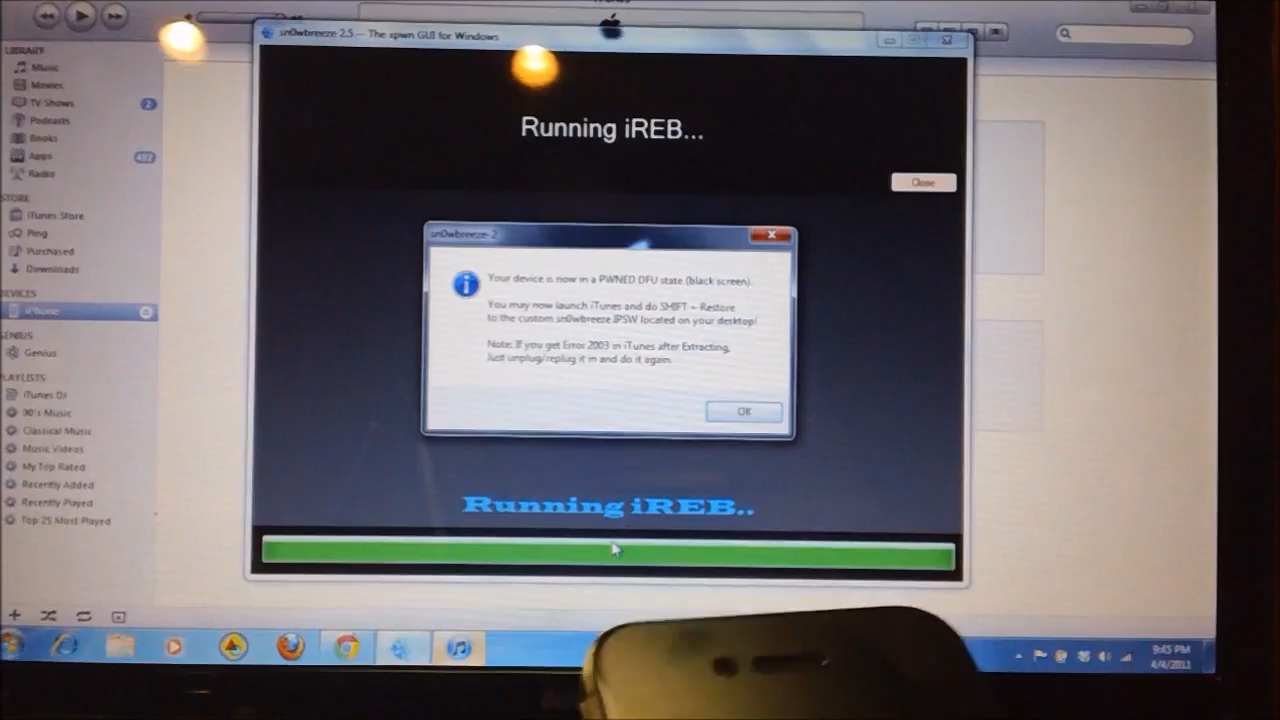 sn0wbreeze 2.5 — The xpwn GUI for Windows
LIBRARY
Music
Movies
TV Shows 2
Podcasts
Books
Apps
Radio
STORE
iTunes Store
Ping
Purchased
Downloads
DEVICES
iPhone
GENIUS
Genius
PLAYLISTS
iTunes DJ
90's Music
Classical Music
Music Videos
My Top Rated
Recently Added
Recently Played
Top 25 Most Played
Running iREB...
Close
sn0wbreeze-2
Your device is now in a PWNED DFU state (black screen).
You may now launch iTunes and do SHIFT + Restore
to the custom sn0wbreeze IPSW located on your desktop!
Note: If you get Error 2003 in iTunes after Extracting,
Just unplug/replug it in and do it again.
OK
Running iREB..
9:45 PM
4/4/2011